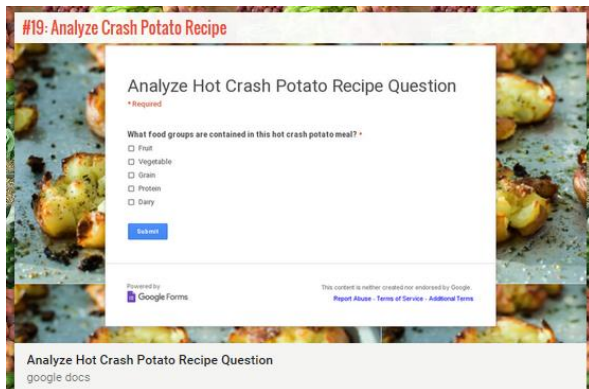 #19: Analyze Crash Potato Recipe
Analyze Hot Crash Potato Recipe Question
* Required
What food groups are contained in this hot crash potato meal? *
Fruit
Vegetable
Grain
Protein
Dairy
Submit
Powered by
Google Forms
This content is neither created nor endorsed by Google.
Report Abuse - Terms of Service - Additional Terms
Analyze Hot Crash Potato Recipe Question
google docs